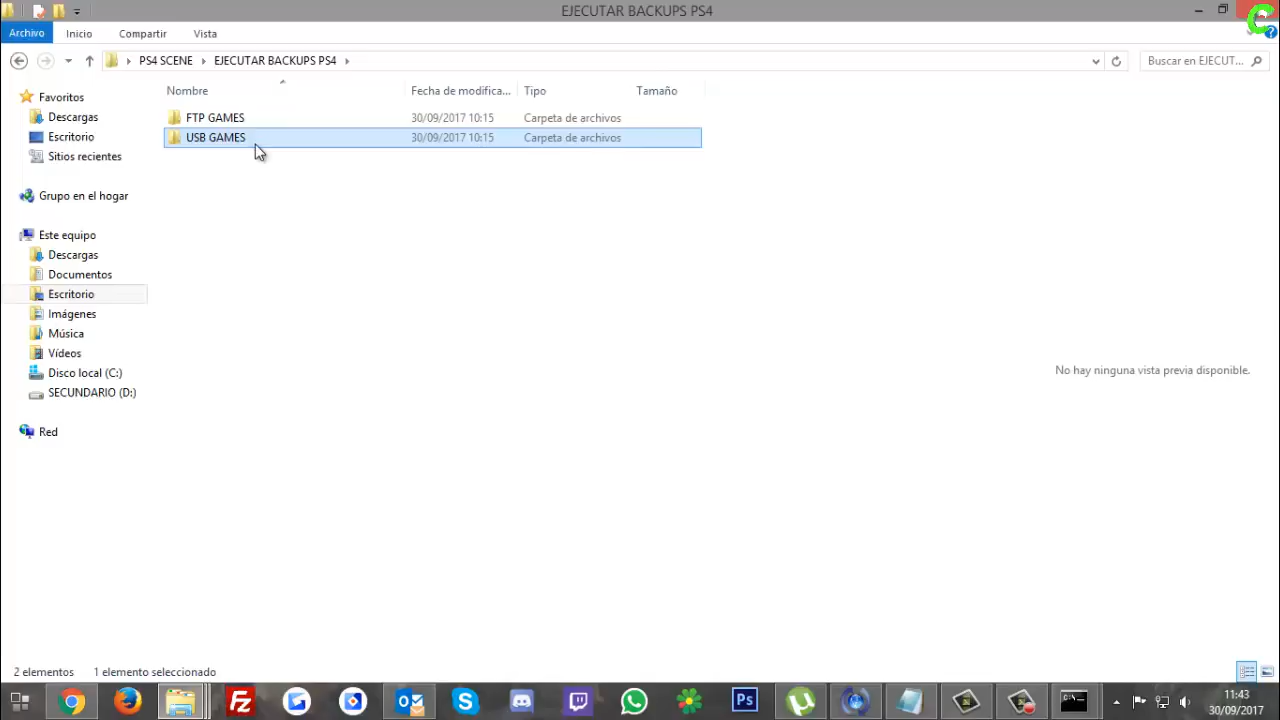 EJECUTAR BACKUPS PS4
Archivo Inicio Compartir Vista
PS4 SCENE EJECUTAR BACKUPS PS4 Buscar en EJECUT...
Nombre Fecha de modifica... Tipo Tamaño
Favoritos
Descargas
Escritorio
Sitios recientes
Grupo en el hogar
Este equipo
Descargas
Documentos
Escritorio
Imágenes
Música
Vídeos
Disco local (C:)
SECUNDARIO (D:)
Red
FTP GAMES 30/09/2017 10:15 Carpeta de archivos
USB GAMES 30/09/2017 10:15 Carpeta de archivos
No hay ninguna vista previa disponible.
2 elementos 1 elemento seleccionado
Ps
11:43
30/09/2017